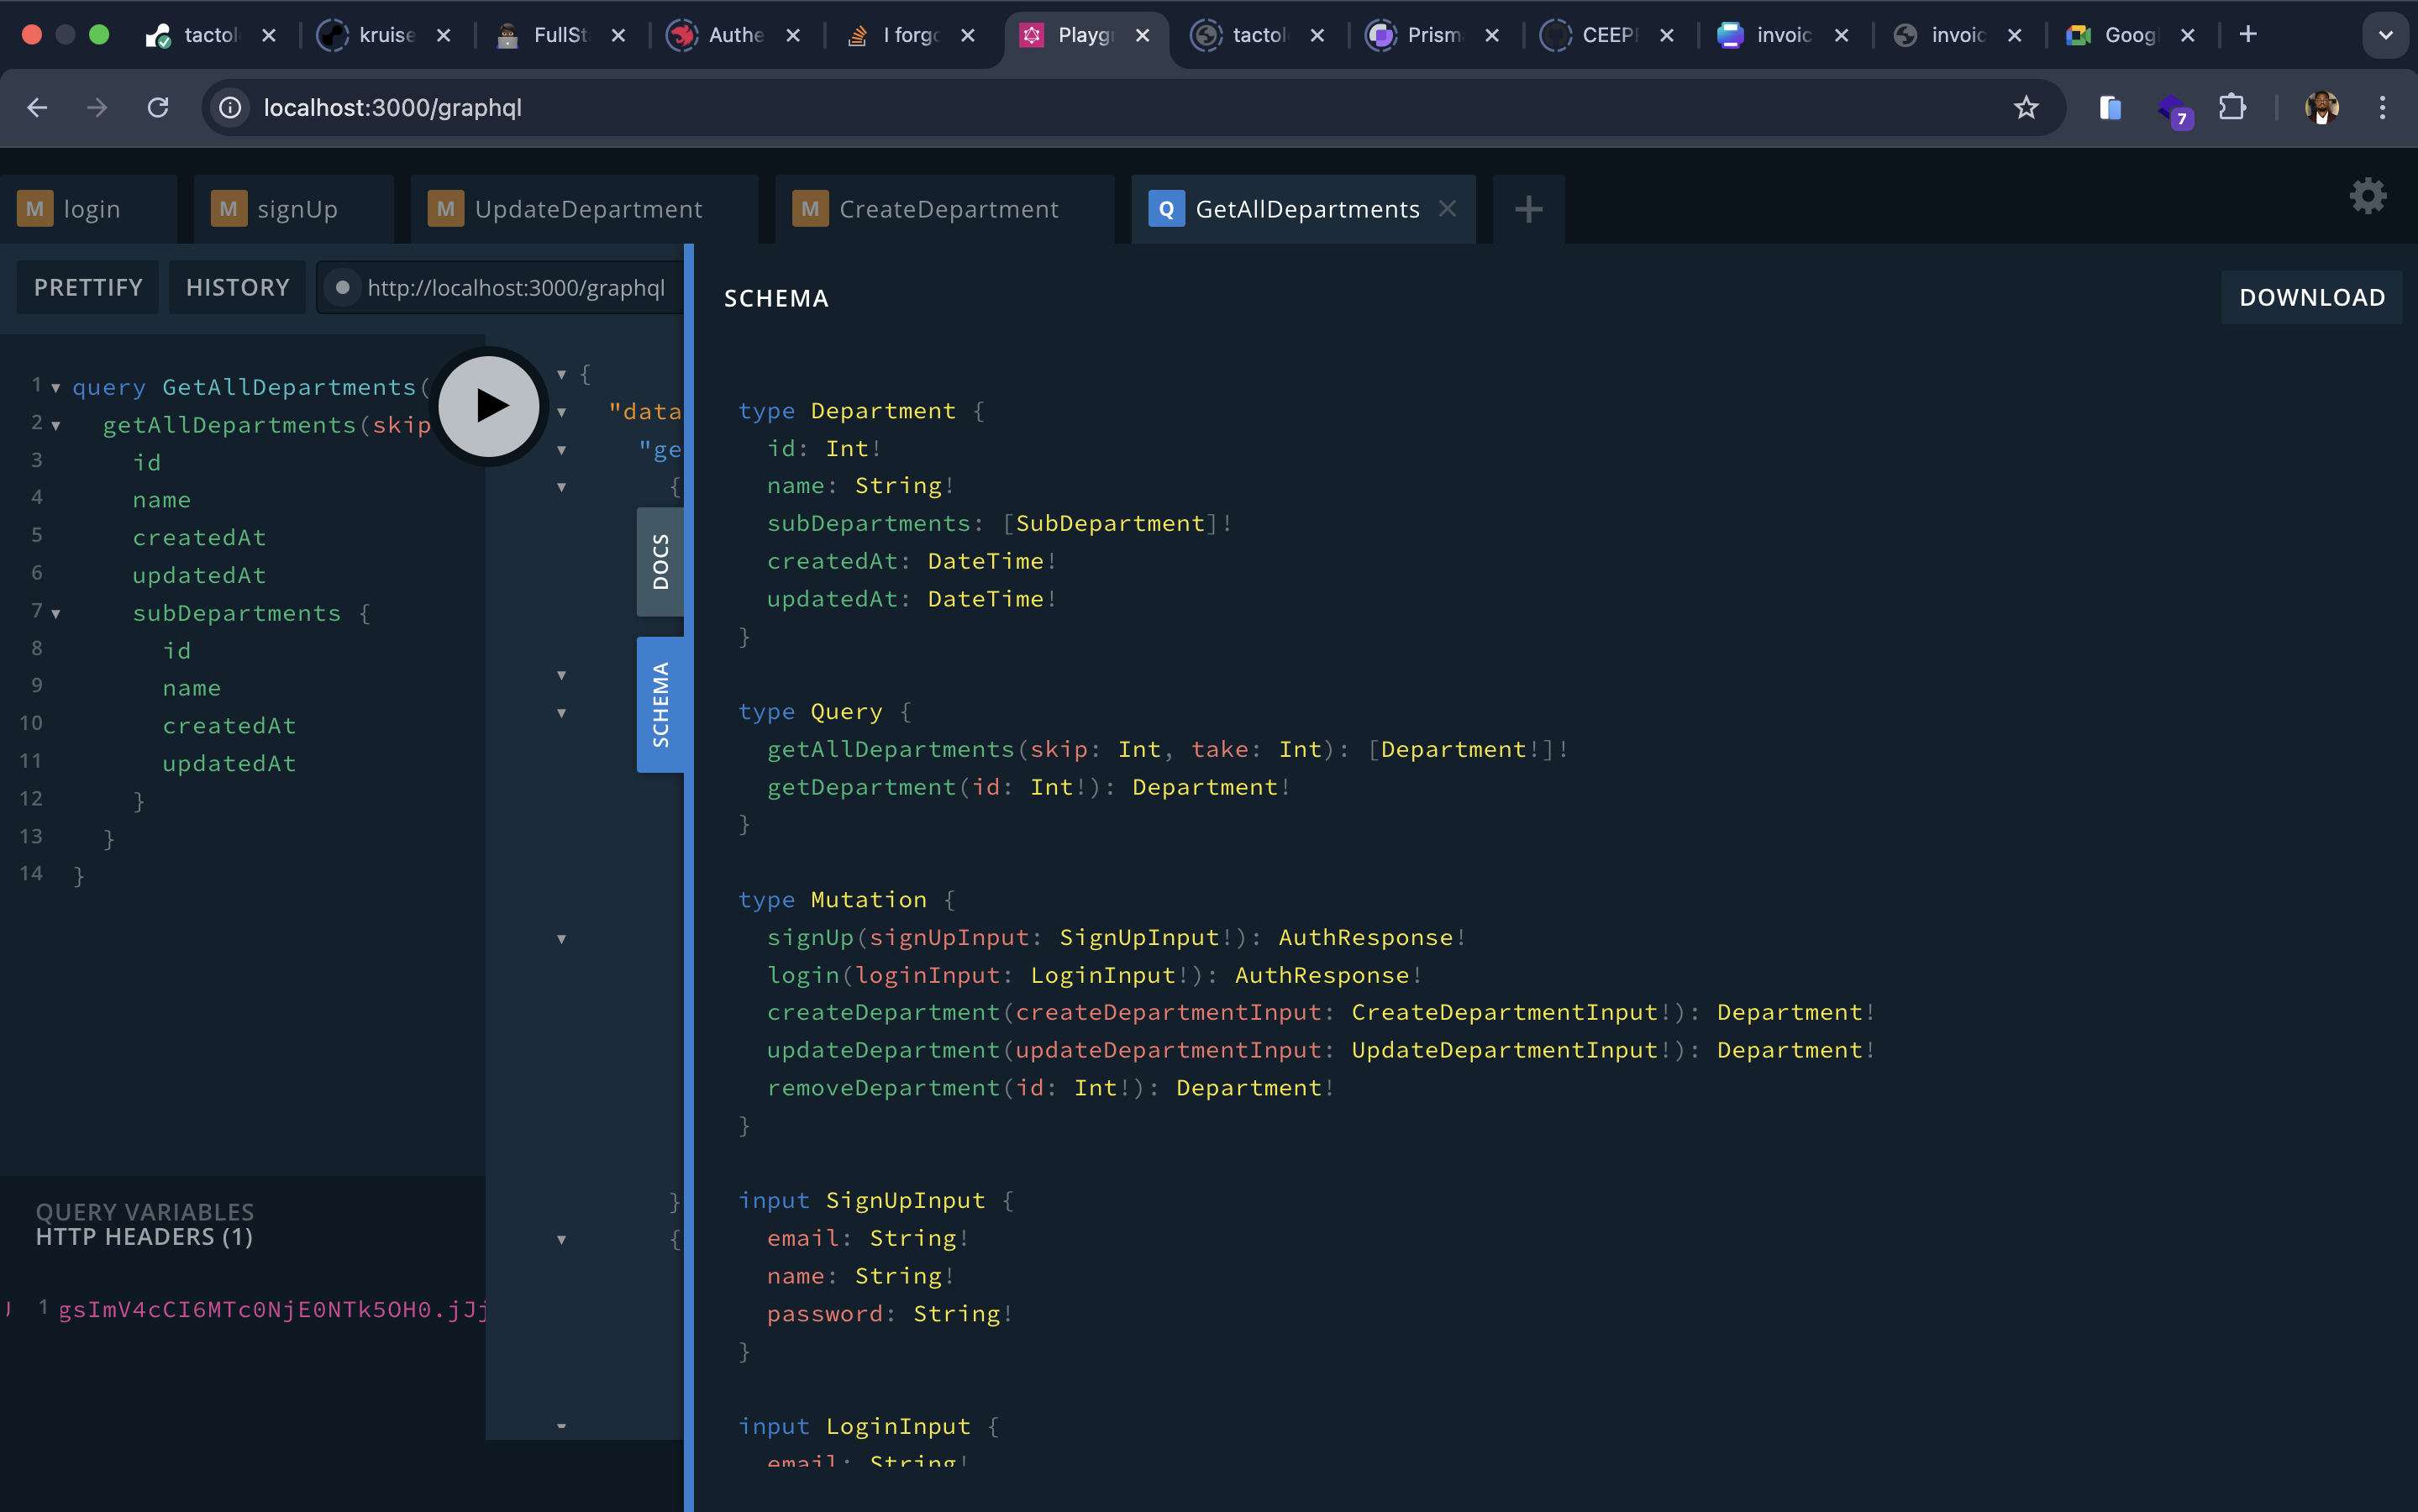 tactol
kruise
FullSt
Authe
I forgo
Playgr
tactol
Prism
CEEP
invoic
invoic
Goog
localhost:3000/graphql
7
M login
M signUp
M UpdateDepartment
M CreateDepartment
Q GetAllDepartments
PRETTIFY
HISTORY
http://localhost:3000/graphql
1 query GetAllDepartments(
2 getAllDepartments(skip
3 id
4 name
5 createdAt
6 updatedAt
7 subDepartments {
8 id
9 name
10 createdAt
11 updatedAt
12 }
13 }
14 }
QUERY VARIABLES
HTTP HEADERS (1)
1 gsImV4cCI6MTc0NjE0NTk5OH0.jJj
{
"data
"ge
{
}
{
DOCS
SCHEMA
SCHEMA
DOWNLOAD
type Department {
id: Int!
name: String!
subDepartments: [SubDepartment]!
createdAt: DateTime!
updatedAt: DateTime!
}
type Query {
getAllDepartments(skip: Int, take: Int): [Department!]!
getDepartment(id: Int!): Department!
}
type Mutation {
signUp(signUpInput: SignUpInput!): AuthResponse!
login(loginInput: LoginInput!): AuthResponse!
createDepartment(createDepartmentInput: CreateDepartmentInput!): Department!
updateDepartment(updateDepartmentInput: UpdateDepartmentInput!): Department!
removeDepartment(id: Int!): Department!
}
input SignUpInput {
email: String!
name: String!
password: String!
}
input LoginInput {
email: String!